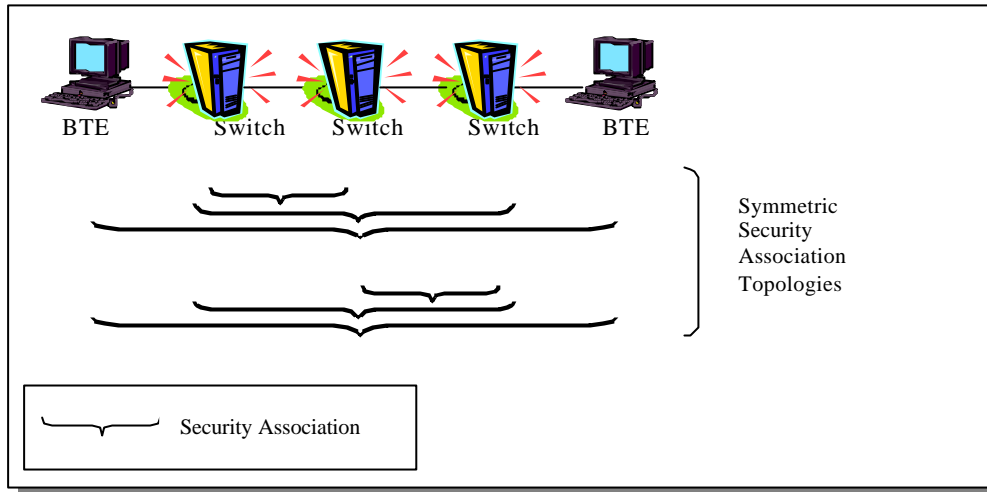 BTE Switch Switch Switch BTE
Symmetric
Security
Association
Topologies
Security Association